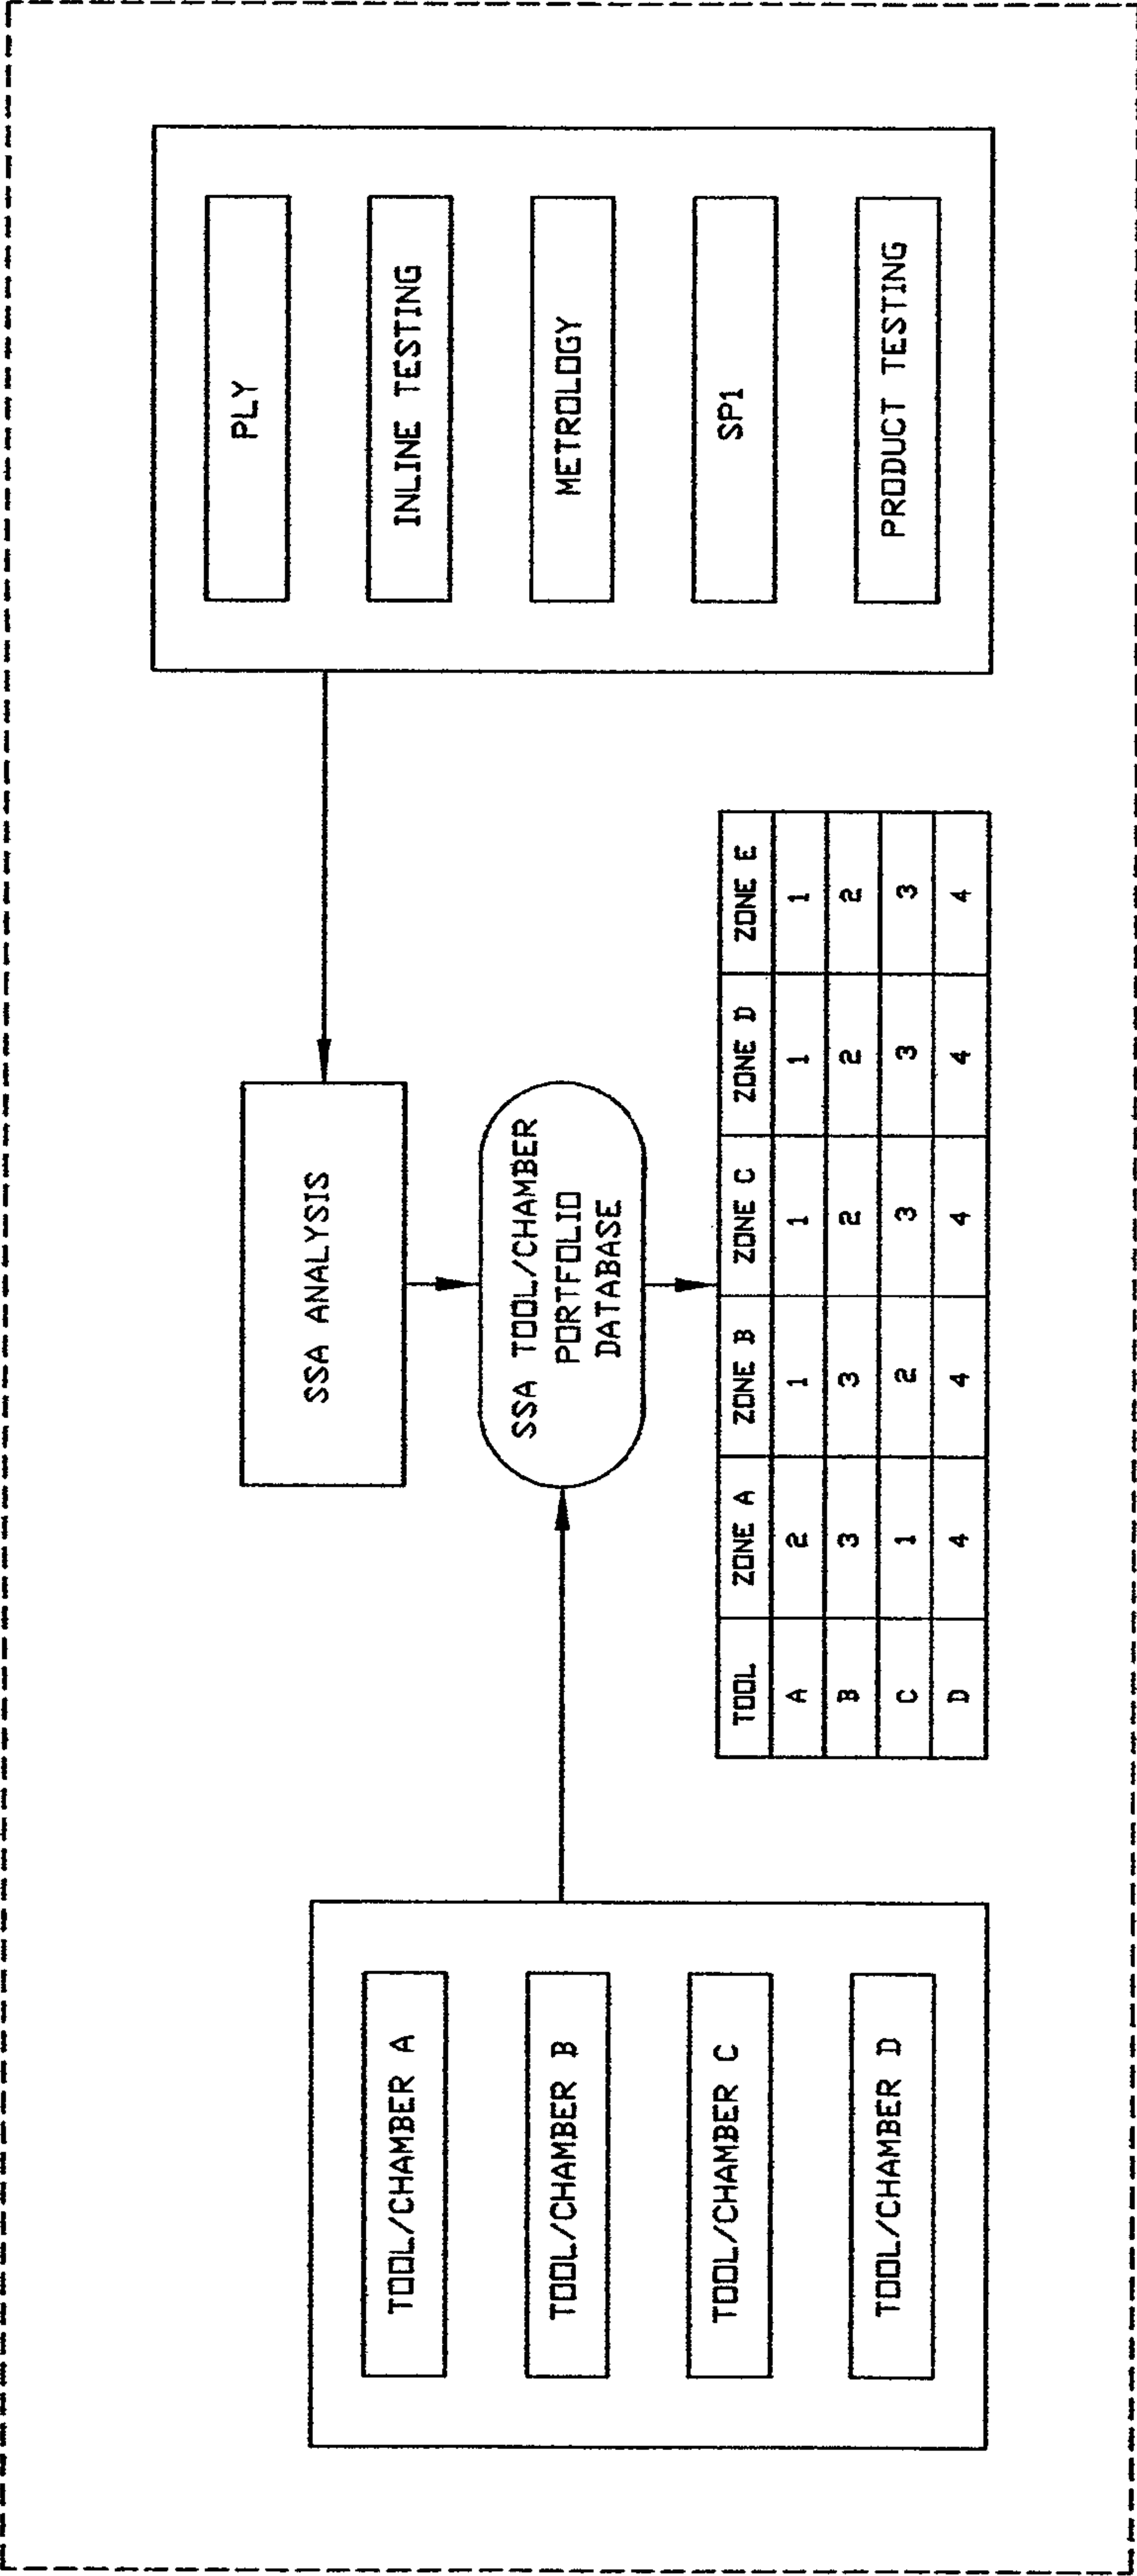 TOOL/CHAMBER A
TOOL/CHAMBER B
TOOL/CHAMBER C
TOOL/CHAMBER D
SSA ANALYSIS
SSA TOOL/CHAMBER
PORTFOLIO
DATABASE
TOOL ZONE A ZONE B ZONE C ZONE D ZONE E
A 2 1 1 1 1
B 3 3 2 2 2
C 1 2 3 3 3
D 4 4 4 4 4
PLY
INLINE TESTING
METROLOGY
SP1
PRODUCT TESTING